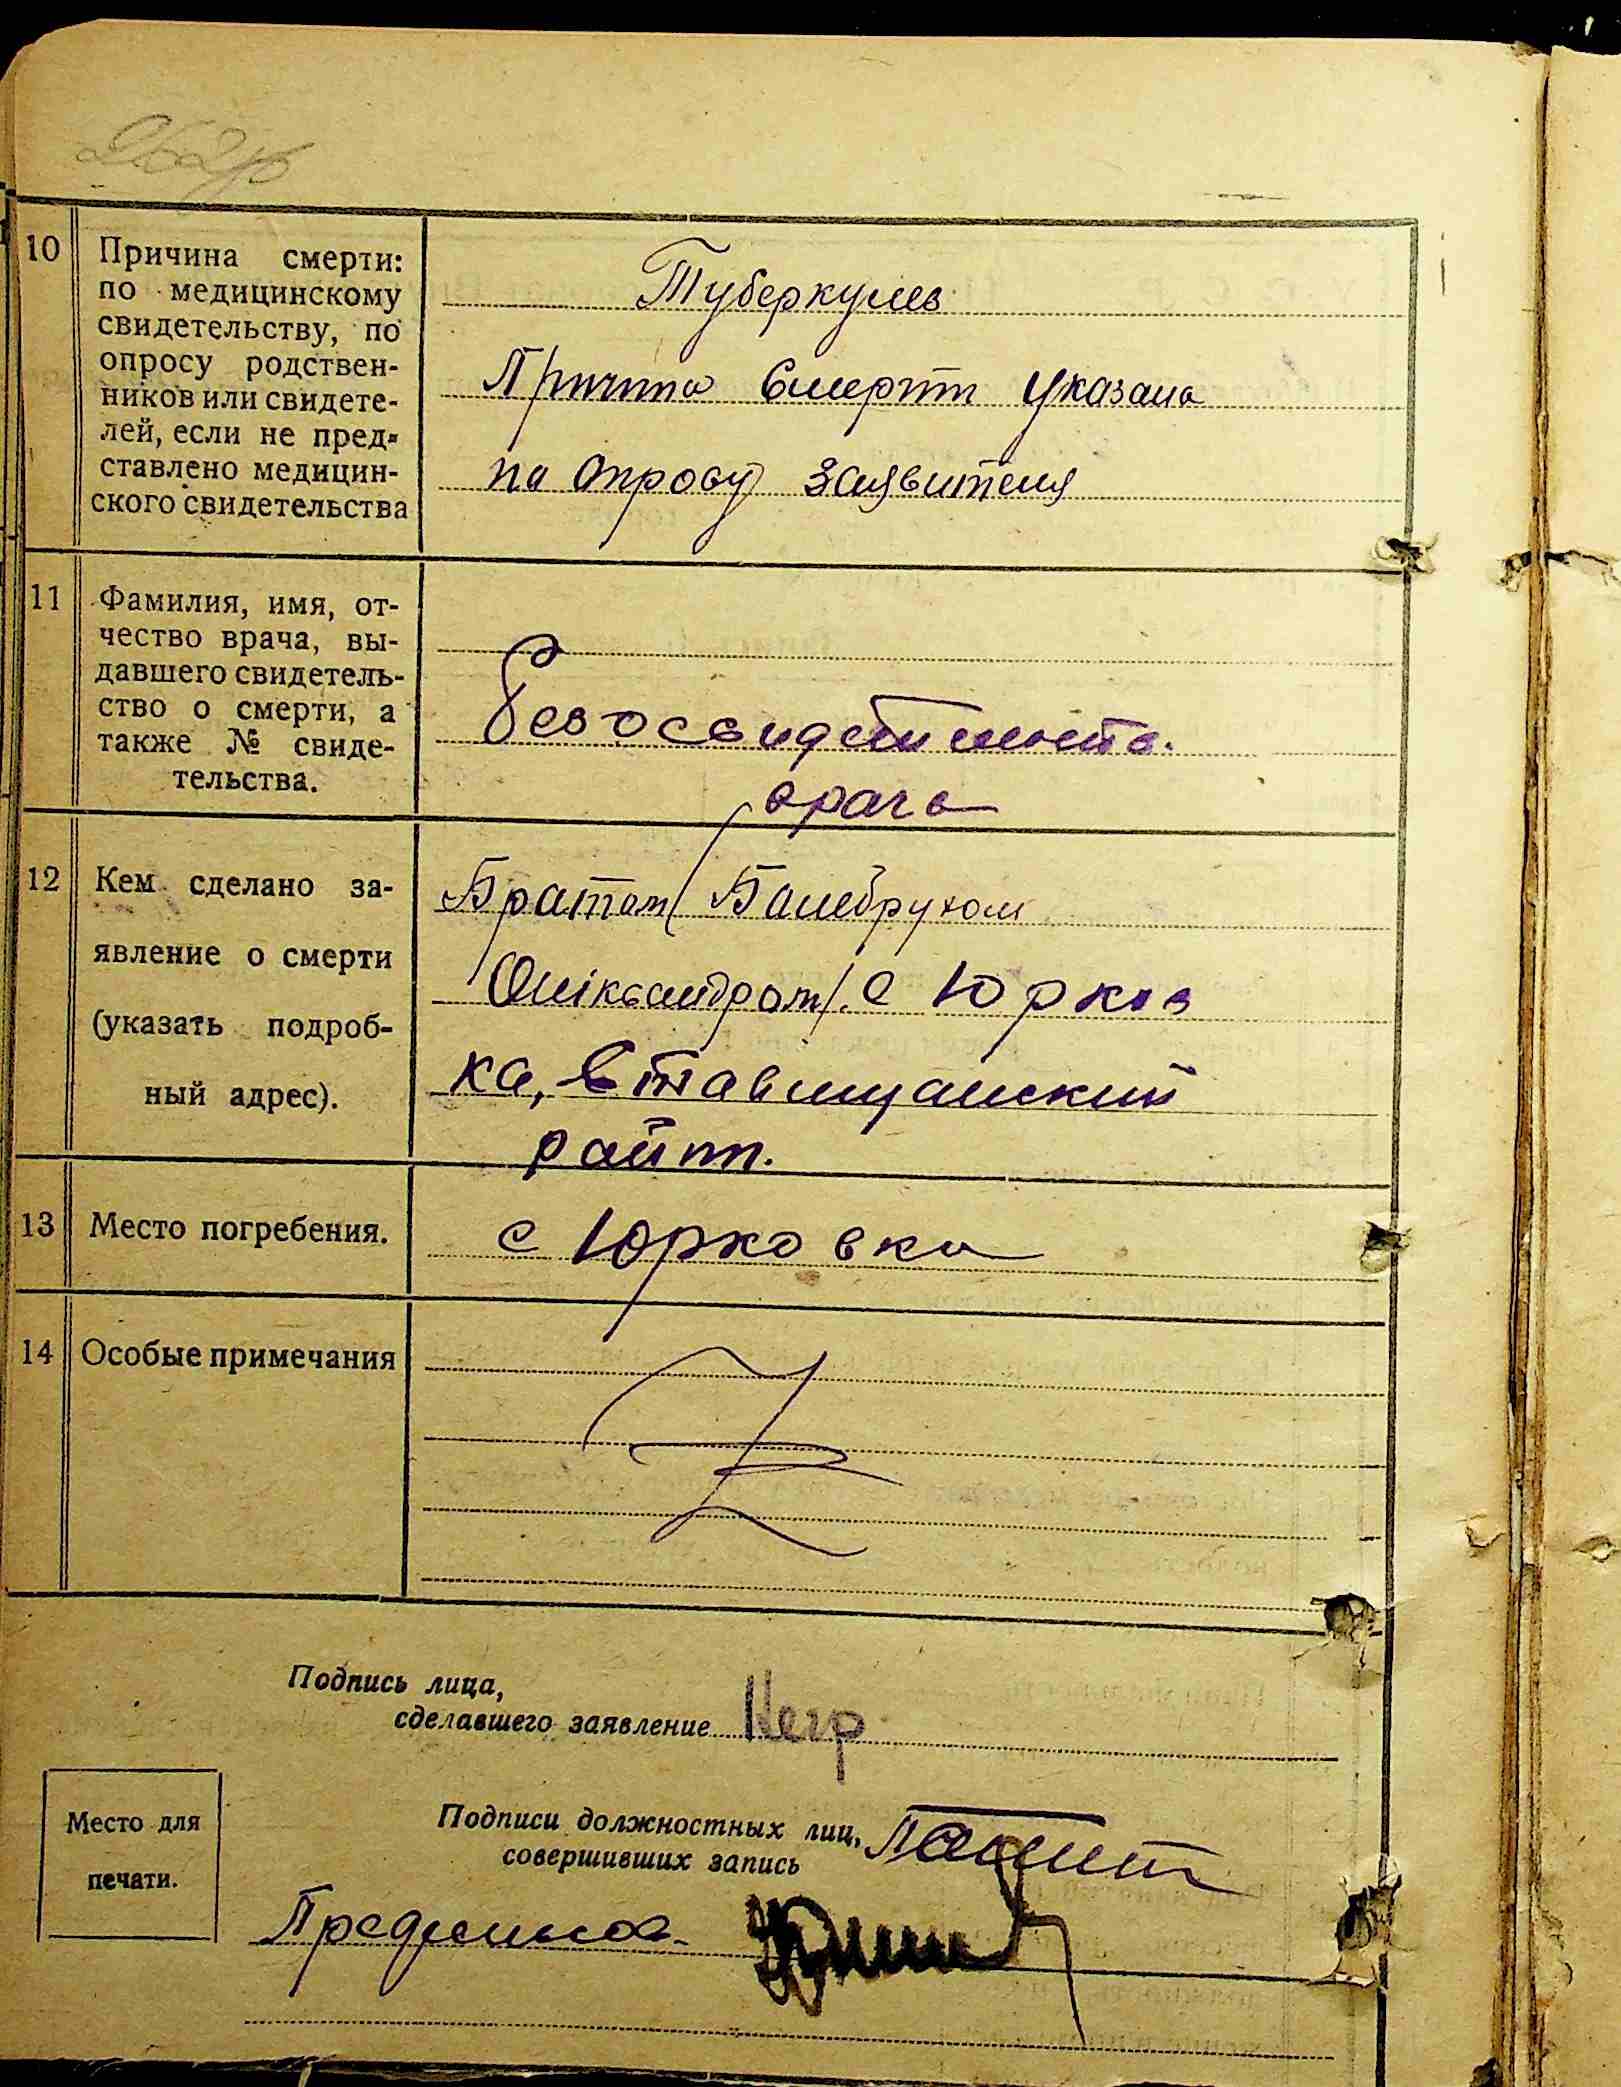 10
Причина смерти:
по медицинскому
свидетельству, по
опросу родствен-
ников или свидете-
лей, если не пред-
ставлено медицин-
ского свидетельства
Туберкулез
Причина смерти указана
по опросу заявителя
11
Фамилия, имя, от-
чество врача, вы-
давшего свидетель-
ство о смерти, а
также № свиде-
тельства.
врача
12
Кем сделано за-
явление о смерти
(указать подроб-
ный адрес).
Братом (Балабрухом
Олександром). с Юрков
ка, Ставищанский
район.
13
Место погребения.
с Юрковка
14
Особые примечания
Подпись лица,
сделавшего заявление Негр
Место для
печати.
Подписи должностных лиц,
совершивших запись